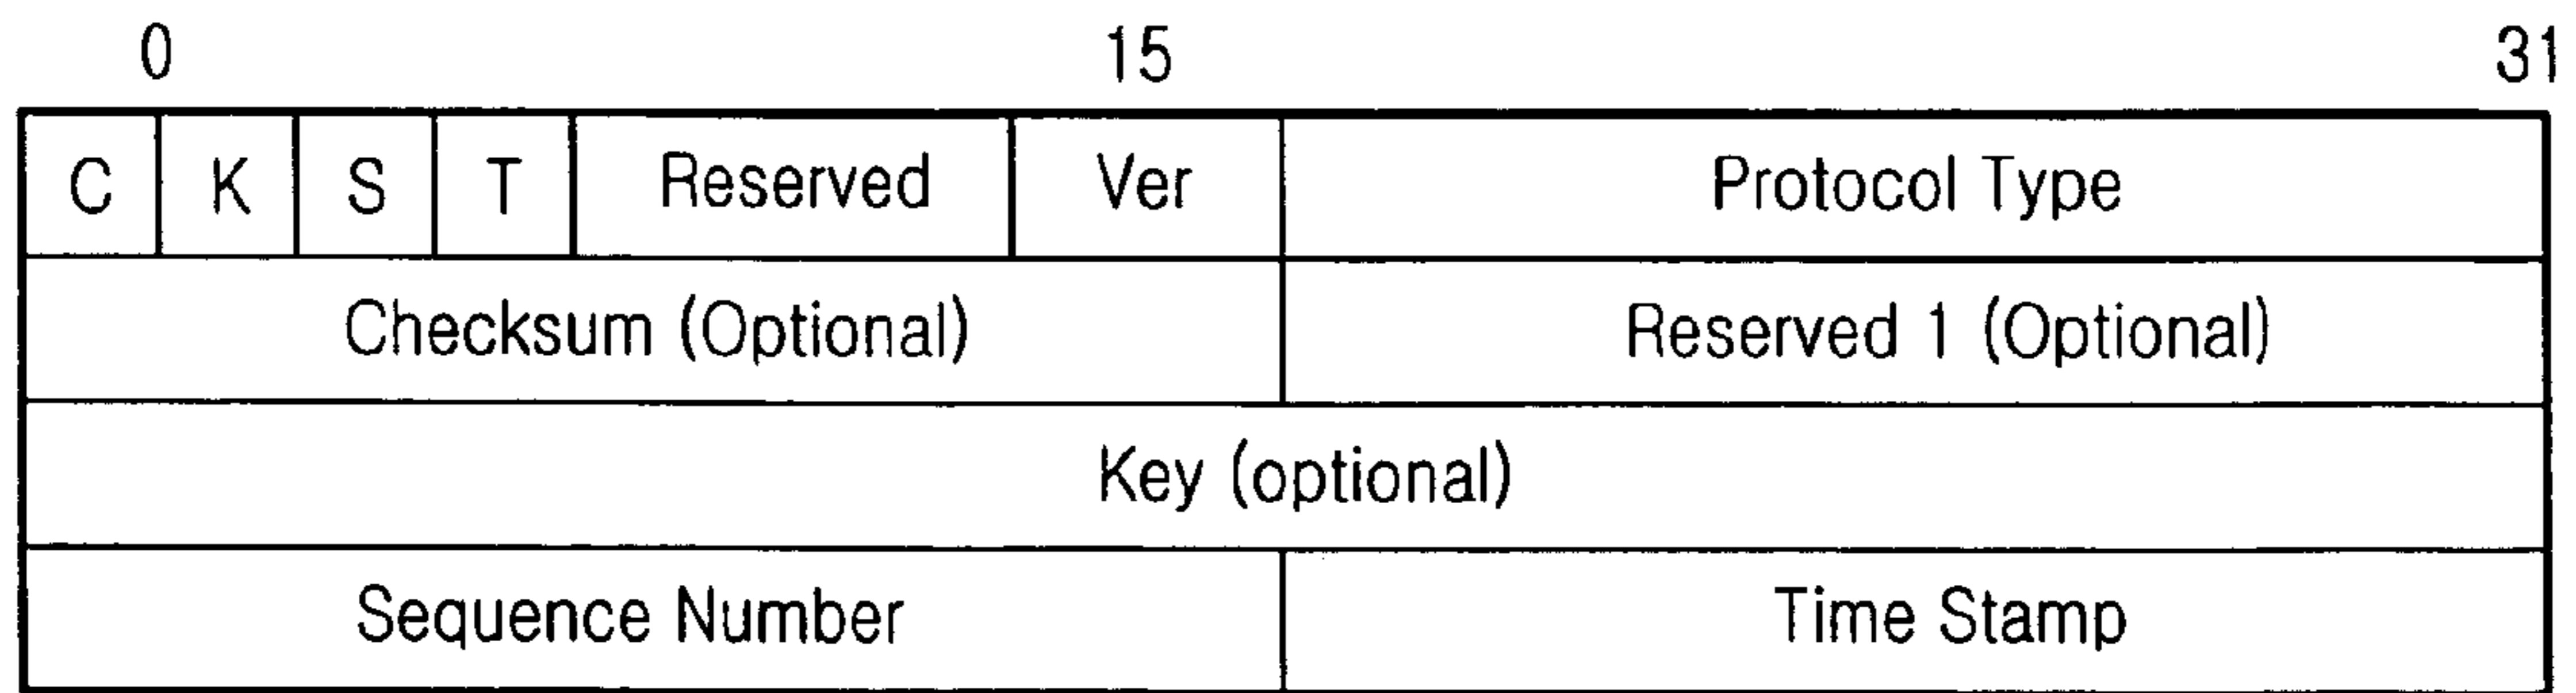 0 15 31
C K S T Reserved Ver Protocol Type
Checksum (Optional) Reserved 1 (Optional)
Key (optional)
Sequence Number Time Stamp